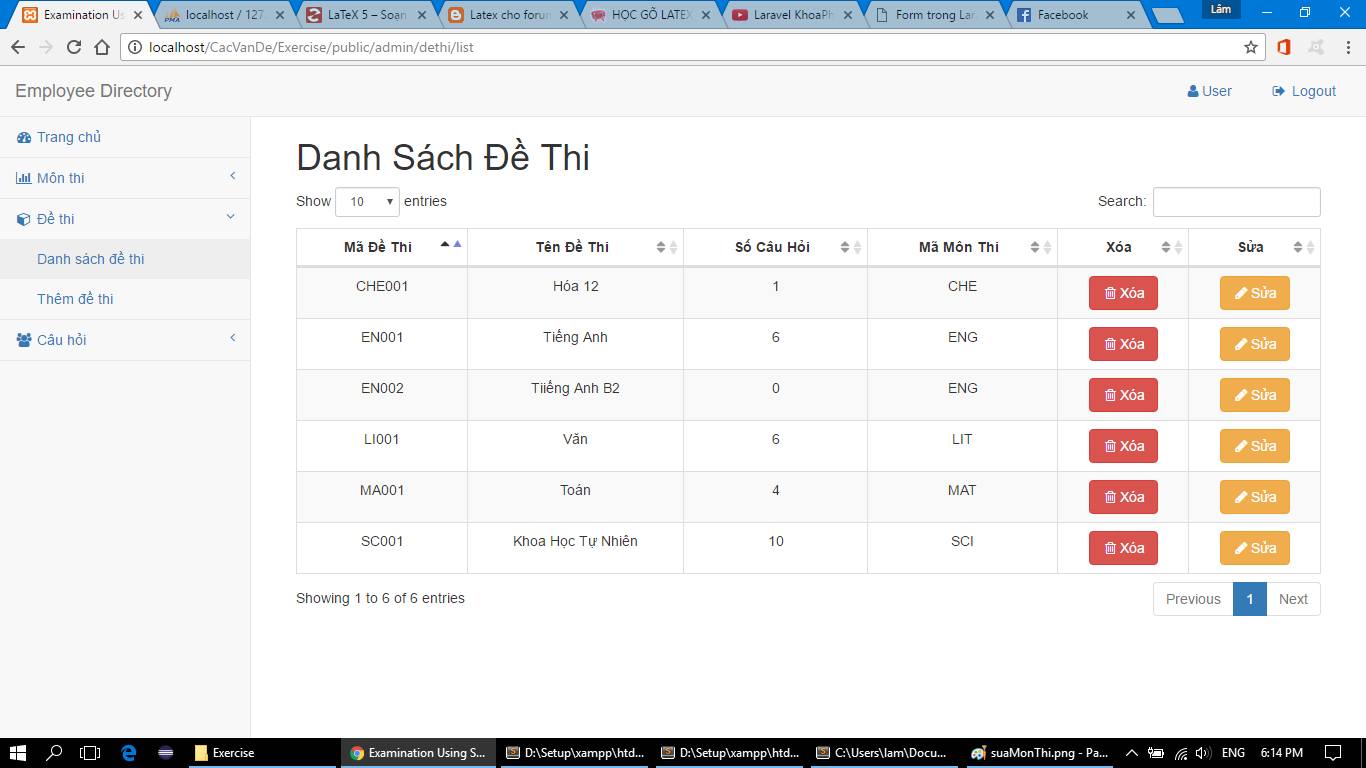 Examination Us
localhost / 127.
LaTeX 5 – Soan
Latex cho forun
HỌC GÕ LATEX
Laravel KhoaPh
Form trong Lar
Facebook
Lâm
localhost/CacVanDe/Exercise/public/admin/dethi/list
Employee Directory
User
Logout
Trang chủ
Môn thi
Đề thi
Danh sách đề thi
Thêm đề thi
Câu hỏi
Danh Sách Đề Thi
Show 10 entries
Search:
Mã Đề Thi Tên Đề Thi Số Câu Hỏi Mã Môn Thi Xóa Sửa
CHE001 Hóa 12 1 CHE Xóa Sửa
EN001 Tiếng Anh 6 ENG Xóa Sửa
EN002 Tiiếng Anh B2 0 ENG Xóa Sửa
LI001 Văn 6 LIT Xóa Sửa
MA001 Toán 4 MAT Xóa Sửa
SC001 Khoa Học Tự Nhiên 10 SCI Xóa Sửa
Showing 1 to 6 of 6 entries
Previous 1 Next
Exercise
Examination Using S...
D:\Setup\xampp\htd...
D:\Setup\xampp\htd...
C:\Users\lam\Docu...
suaMonThi.png - Pa...
ENG
6:14 PM